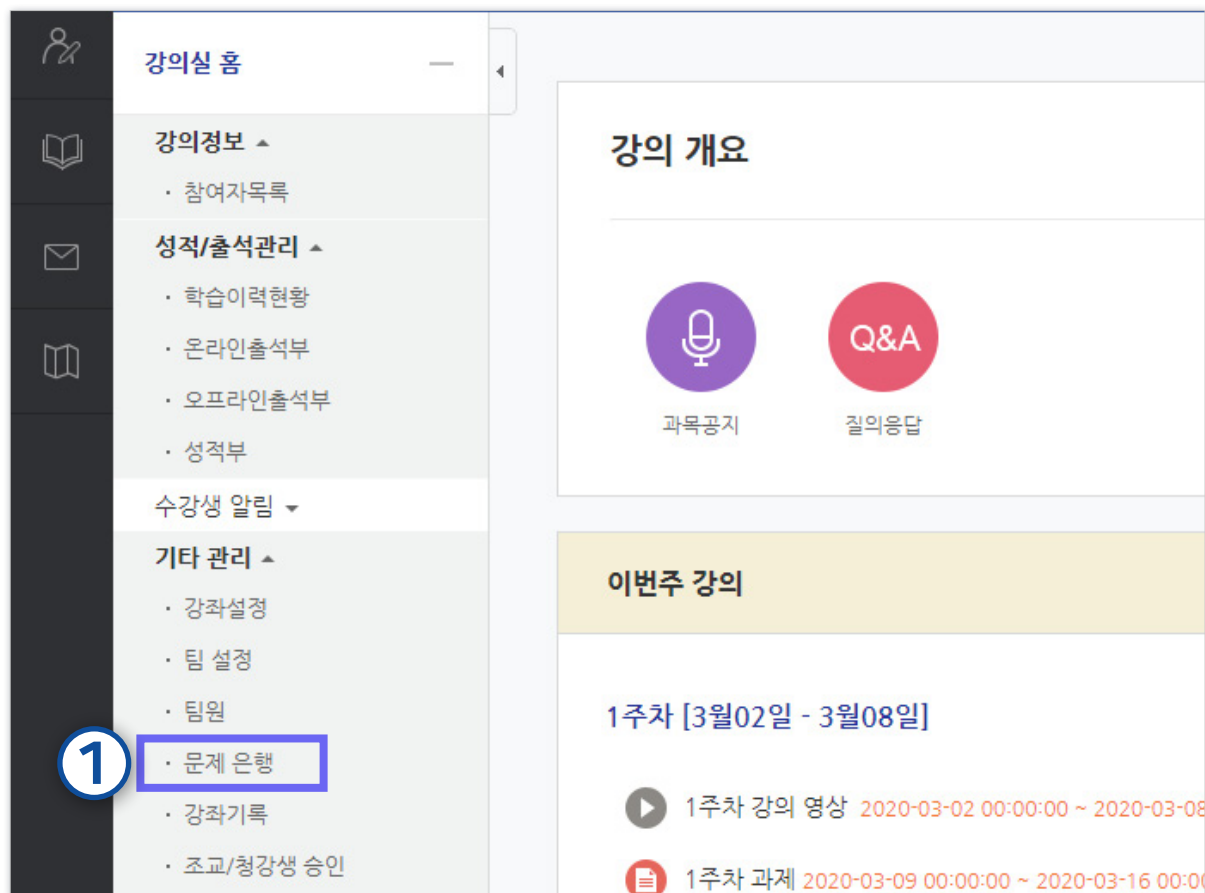 강의실 홈
강의정보
· 참여자목록
성적/출석관리
· 학습이력현황
· 온라인출석부
· 오프라인출석부
· 성적부
수강생 알림
기타 관리
· 강좌설정
· 팀 설정
· 팀원
1
· 문제 은행
· 강좌기록
· 조교/청강생 승인
강의 개요
Q&A
과목공지
질의응답
이번주 강의
1주차 [3월02일 - 3월08일]
1주차 강의 영상 2020-03-02 00:00:00 ~ 2020-03-08
1주차 과제 2020-03-09 00:00:00 ~ 2020-03-16 00:00